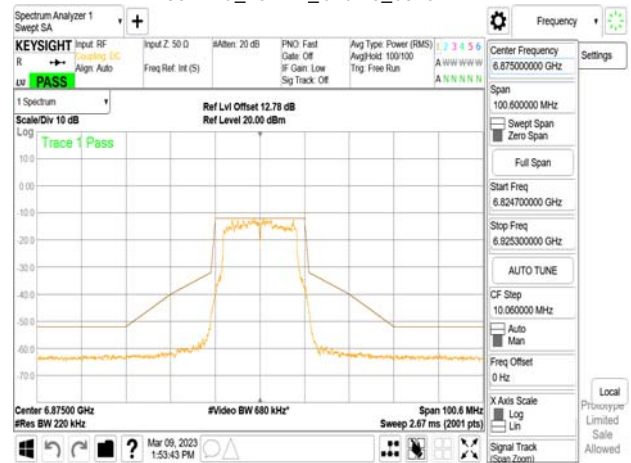 Spectrum Analyzer 1
Swept SA
Frequency
KEYSIGHT
Input: RF
Coupling: DC
Align: Auto
Input Z: 50 Ω
Freq Ref: Int (S)
#Atten: 20 dB
PNO: Fast
Gate: Off
IF Gain: Low
Sig Track: Off
Avg Type: Power (RMS)
Avg|Hold: 100/100
Trig: Free Run
1 2 3 4 5 6
A W W W W W
A N N N N N
R
LW
PASS
Center Frequency
6.875000000 GHz
Settings
Span
100.600000 MHz
Swept Span
Zero Span
Full Span
Start Freq
6.824700000 GHz
Stop Freq
6.925300000 GHz
AUTO TUNE
CF Step
10.060000 MHz
Auto
Man
Freq Offset
0 Hz
X Axis Scale
Log
Lin
Signal Track
(Span Zoom)
Local
Prototype
Limited
Sale
Allowed
1 Spectrum
Scale/Div 10 dB
Ref Lvl Offset 12.78 dB
Ref Level 20.00 dBm
Log
Trace 1 Pass
10.0
0.00
-10.0
-20.0
-30.0
-40.0
-50.0
-60.0
-70.0
Center 6.87500 GHz
#Video BW 680 kHz*
Span 100.6 MHz
#Res BW 220 kHz
Sweep 2.67 ms (2001 pts)
Mar 09, 2023
1:53:43 PM